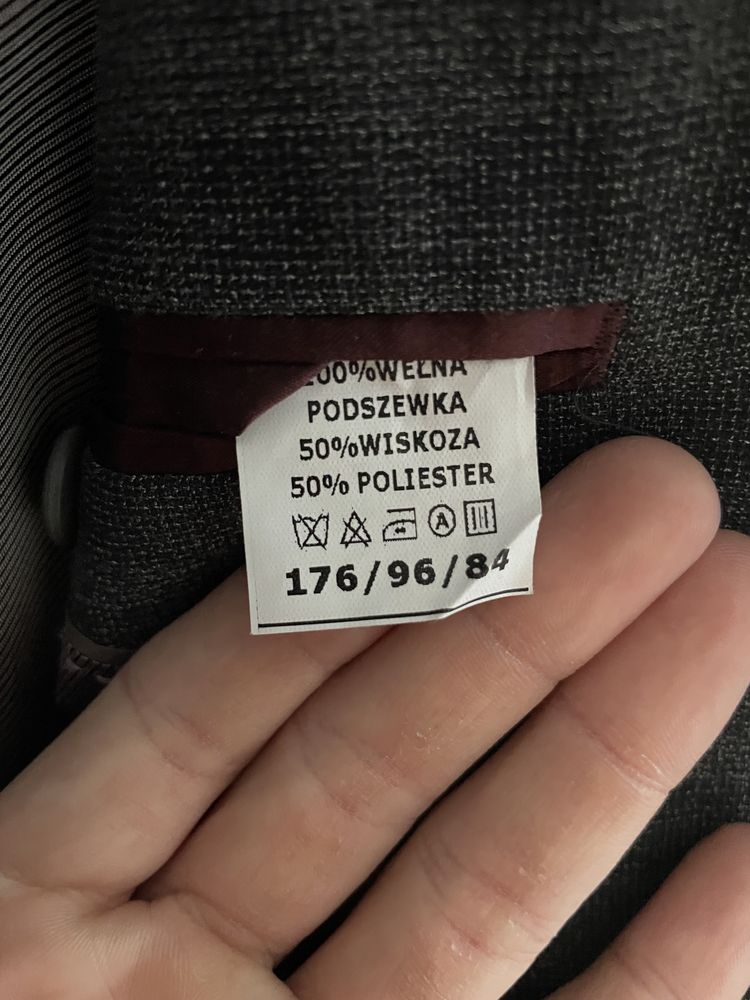 100%WEŁNA
PODSZEWKA
50%WISKOZA
50% POLIESTER
A
176/96/84